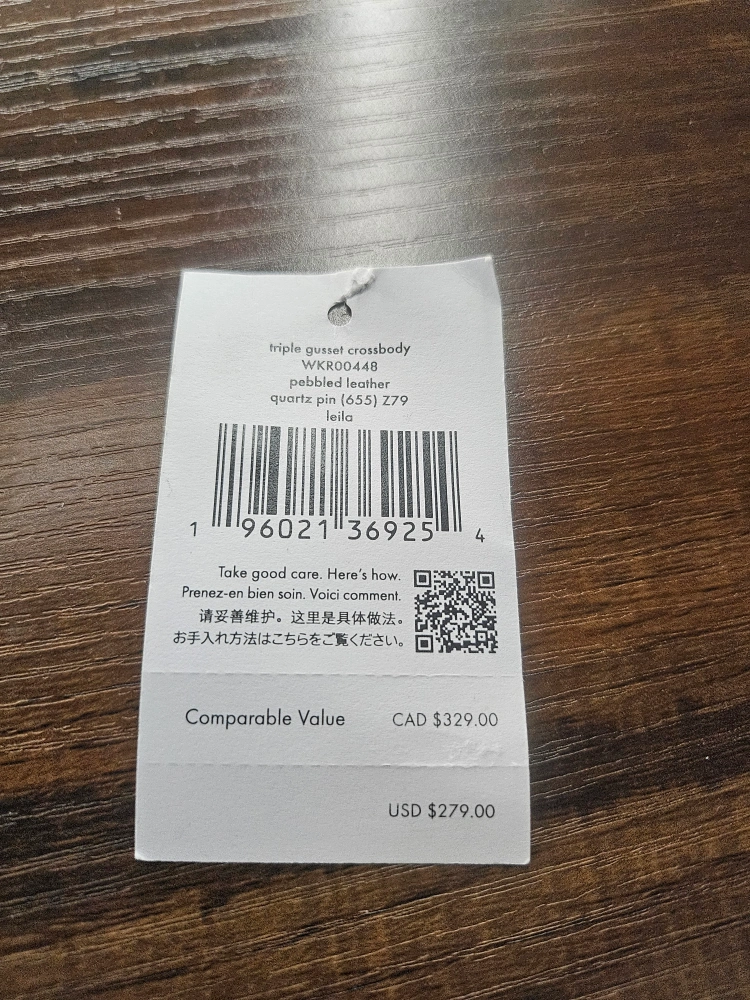 triple gusset crossbody
WKR00448
pebbled leather
quartz pin (655) Z79
leila
1 96021 36925 4
Take good care. Here's how.
Prenez-en bien soin. Voici comment.
请妥善维护。这里是具体做法。
お手入れ方法はこちらをご覧ください。
Comparable Value CAD $329.00
USD $279.00